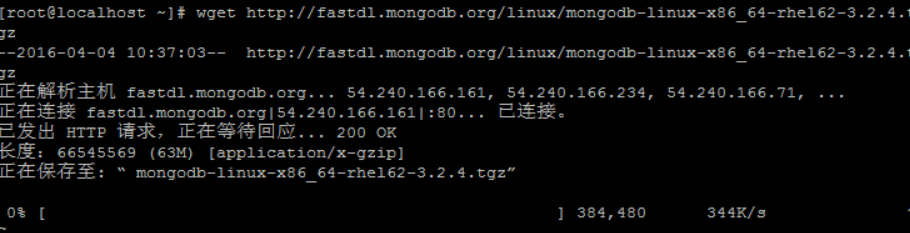 [root@localhost ~]# wget http://fastdl.mongodb.org/linux/mongodb-linux-x86_64-rhel62-3.2.4.t
gz
--2016-04-04 10:37:03--  http://fastdl.mongodb.org/linux/mongodb-linux-x86_64-rhel62-3.2.4.t
gz
正在解析主机 fastdl.mongodb.org... 54.240.166.161, 54.240.166.234, 54.240.166.71, ...
正在连接 fastdl.mongodb.org|54.240.166.161|:80... 已连接。
已发出 HTTP 请求，正在等待回应... 200 OK
长度：66545569 (63M) [application/x-gzip]
正在保存至：“ mongodb-linux-x86_64-rhel62-3.2.4.tgz”
0% [                                        ] 384,480     344K/s